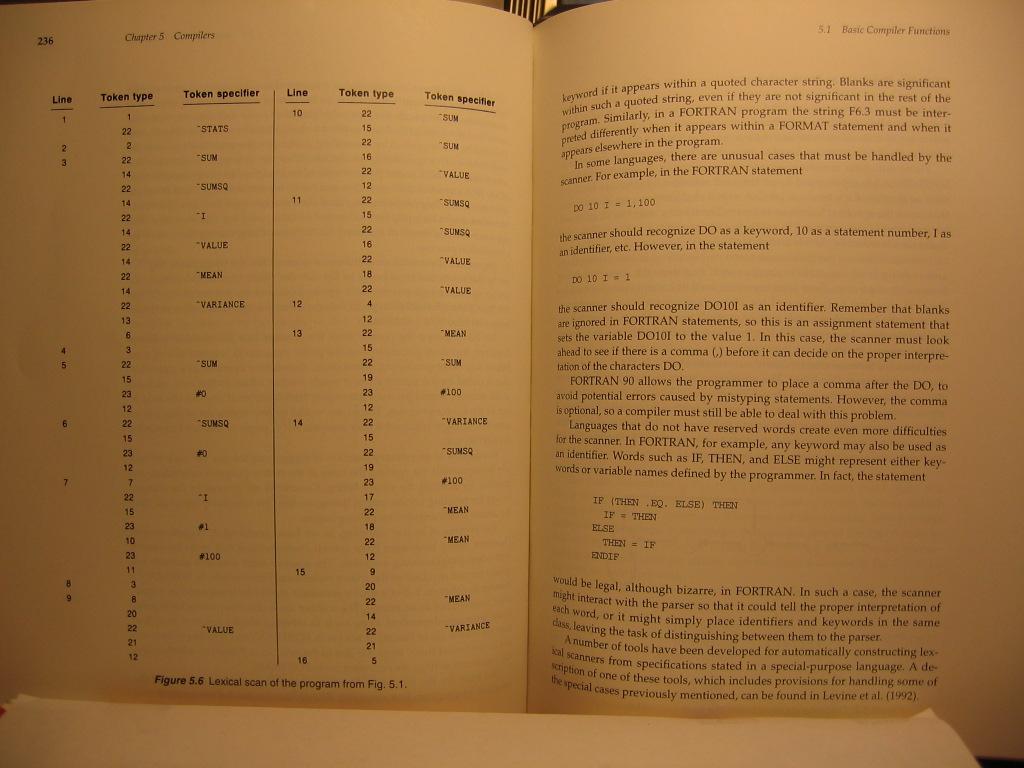 236
Chapter 5 Compilers
Line Token type Token specifier
1 1
22 ^STATS
2 2
3 22 ^SUM
14
22 ^SUMSQ
14
22 ^I
14
22 ^VALUE
14
22 ^MEAN
14
22 ^VARIANCE
13
6
4 3
5 22 ^SUM
15
23 #0
12
6 22 ^SUMSQ
15
23 #0
12
7 7
22 ^I
15
23 #1
10
23 #100
11
8 3
9 8
20
22 ^VALUE
21
12
Line Token type Token specifier
10 22 ^SUM
15
22 ^SUM
16
22 ^VALUE
12
11 22 ^SUMSQ
15
22 ^SUMSQ
16
22 ^VALUE
18
22 ^VALUE
12 4
12
13 22 ^MEAN
15
22 ^SUM
19
23 #100
12
14 22 ^VARIANCE
15
22 ^SUMSQ
19
23 #100
17
22 ^MEAN
18
22 ^MEAN
12
15 9
20
22 ^MEAN
14
22 ^VARIANCE
21
16 5
Figure 5.6 Lexical scan of the program from Fig. 5.1.
5.1 Basic Compiler Functions
keyword if it appears within a quoted character string. Blanks are significant
within such a quoted string, even if they are not significant in the rest of the
program. Similarly, in a FORTRAN program the string F6.3 must be inter-
preted differently when it appears within a FORMAT statement and when it
appears elsewhere in the program.
In some languages, there are unusual cases that must be handled by the
scanner. For example, in the FORTRAN statement
DO 10 I = 1,100
the scanner should recognize DO as a keyword, 10 as a statement number, I as
an identifier, etc. However, in the statement
DO 10 I = 1
the scanner should recognize DO10I as an identifier. Remember that blanks
are ignored in FORTRAN statements, so this is an assignment statement that
sets the variable DO10I to the value 1. In this case, the scanner must look
ahead to see if there is a comma (,) before it can decide on the proper interpre-
tation of the characters DO.
FORTRAN 90 allows the programmer to place a comma after the DO, to
avoid potential errors caused by mistyping statements. However, the comma
is optional, so a compiler must still be able to deal with this problem.
Languages that do not have reserved words create even more difficulties
for the scanner. In FORTRAN, for example, any keyword may also be used as
an identifier. Words such as IF, THEN, and ELSE might represent either key-
words or variable names defined by the programmer. In fact, the statement
IF (THEN .EQ. ELSE) THEN
IF = THEN
ELSE
THEN = IF
ENDIF
would be legal, although bizarre, in FORTRAN. In such a case, the scanner
might interact with the parser so that it could tell the proper interpretation of
each word, or it might simply place identifiers and keywords in the same
class, leaving the task of distinguishing between them to the parser.
A number of tools have been developed for automatically constructing lex-
ical scanners from specifications stated in a special-purpose language. A de-
scription of one of these tools, which includes provisions for handling some of
the special cases previously mentioned, can be found in Levine et al. (1992).